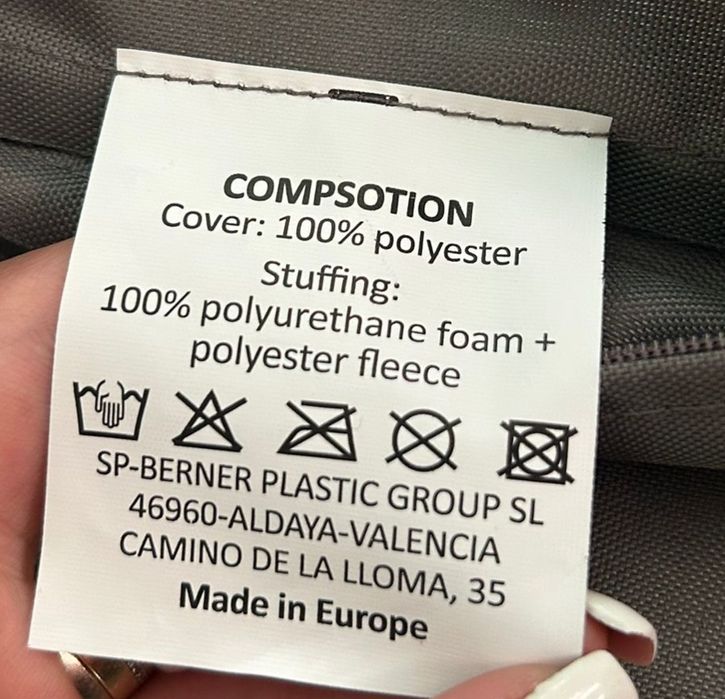 COMPSOTiON
Cover: 100% polyester
Stuffing:
100% polyurethane foam +
polyester fleece
SP-BERNER PLASTIC GROUP SL
46960-ALDAYA-VALENCIA
CAMINO DE LA LLOMA, 35
Made in Europe